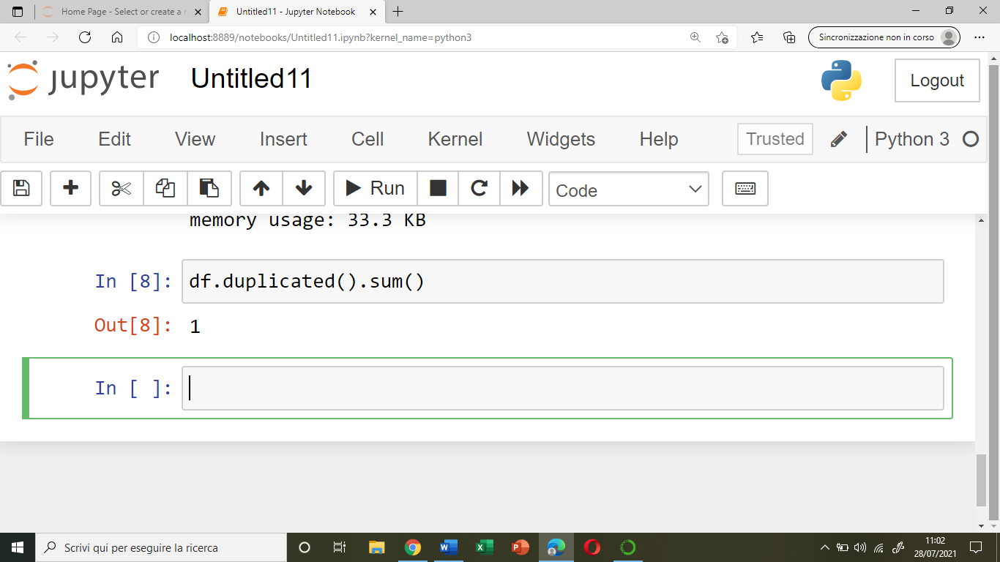 Home Page - Select or create a n
Untitled11 - Jupyter Notebook
localhost:8889/notebooks/Untitled11.ipynb?kernel_name=python3
Sincronizzazione non in corso
jupyter
Untitled11
Logout
File Edit View Insert Cell Kernel Widgets Help
Trusted
Python 3
Run
Code
memory usage: 33.3 KB
In [8]: df.duplicated().sum()
Out[8]: 1
In [ ]:
Scrivi qui per eseguire la ricerca
11:02
28/07/2021